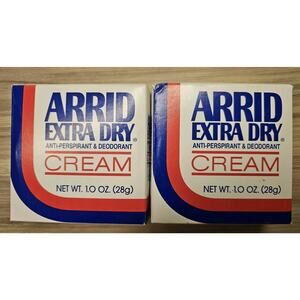 ARRID
EXTRA DRY®
ANTI-PERSPIRANT & DEODORANT
CREAM
NET WT. 1.0 OZ. (28g)
ARRID
EXTRA DRY®
ANTI-PERSPIRANT & DEODORANT
CREAM
NET WT. 1.0 OZ. (28g)